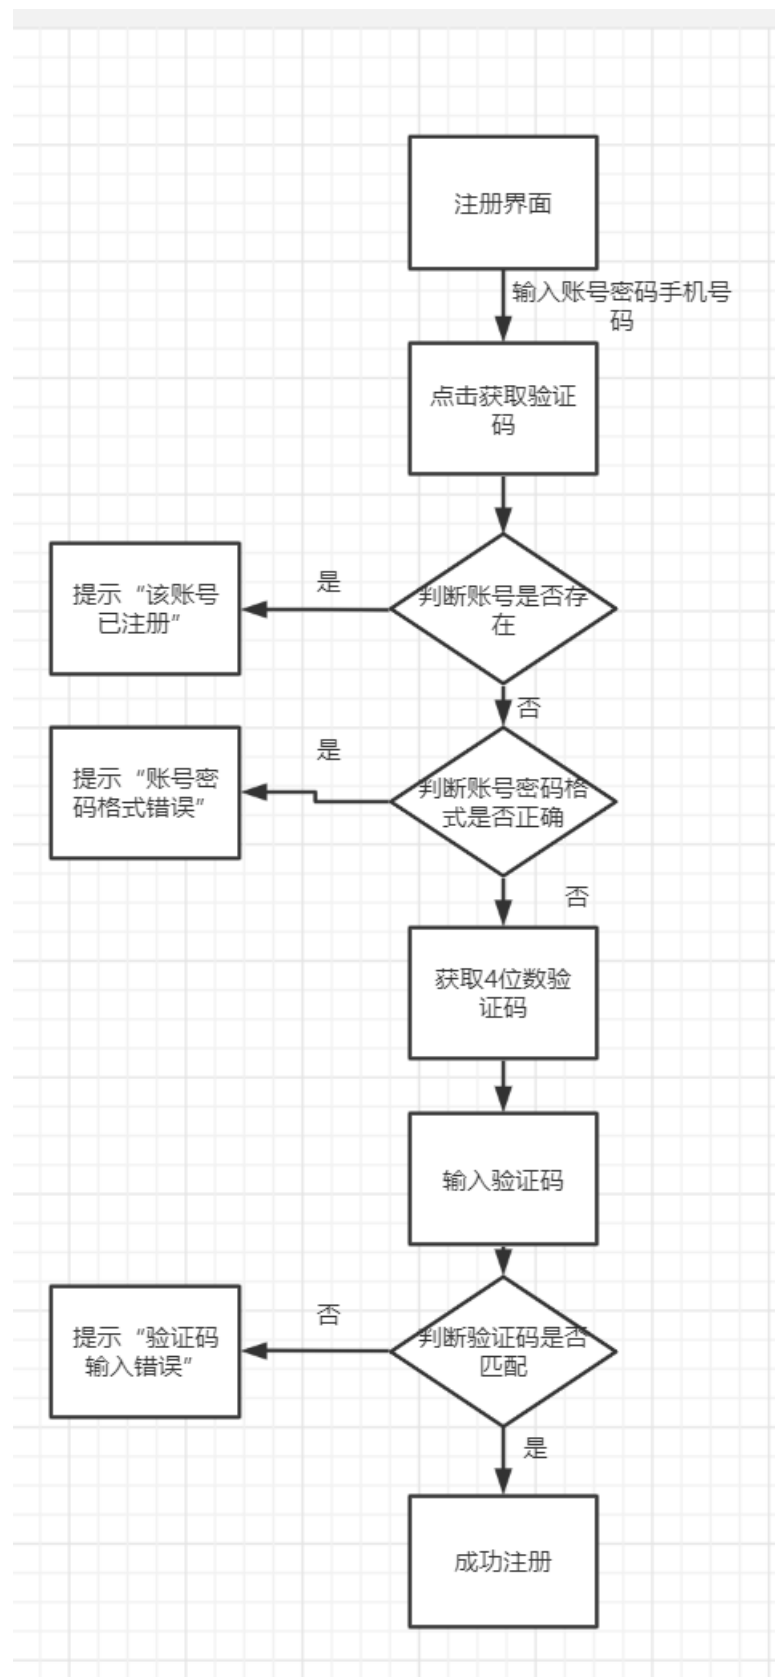 注册界面
输入账号密码手机号
码
点击获取验证
码
判断账号是否存
在
是
提示“该账号
已注册”
否
判断账号密码格
式是否正确
是
提示“账号密
码格式错误”
否
获取4位数验
证码
输入验证码
判断验证码是否
匹配
否
提示“验证码
输入错误”
是
成功注册